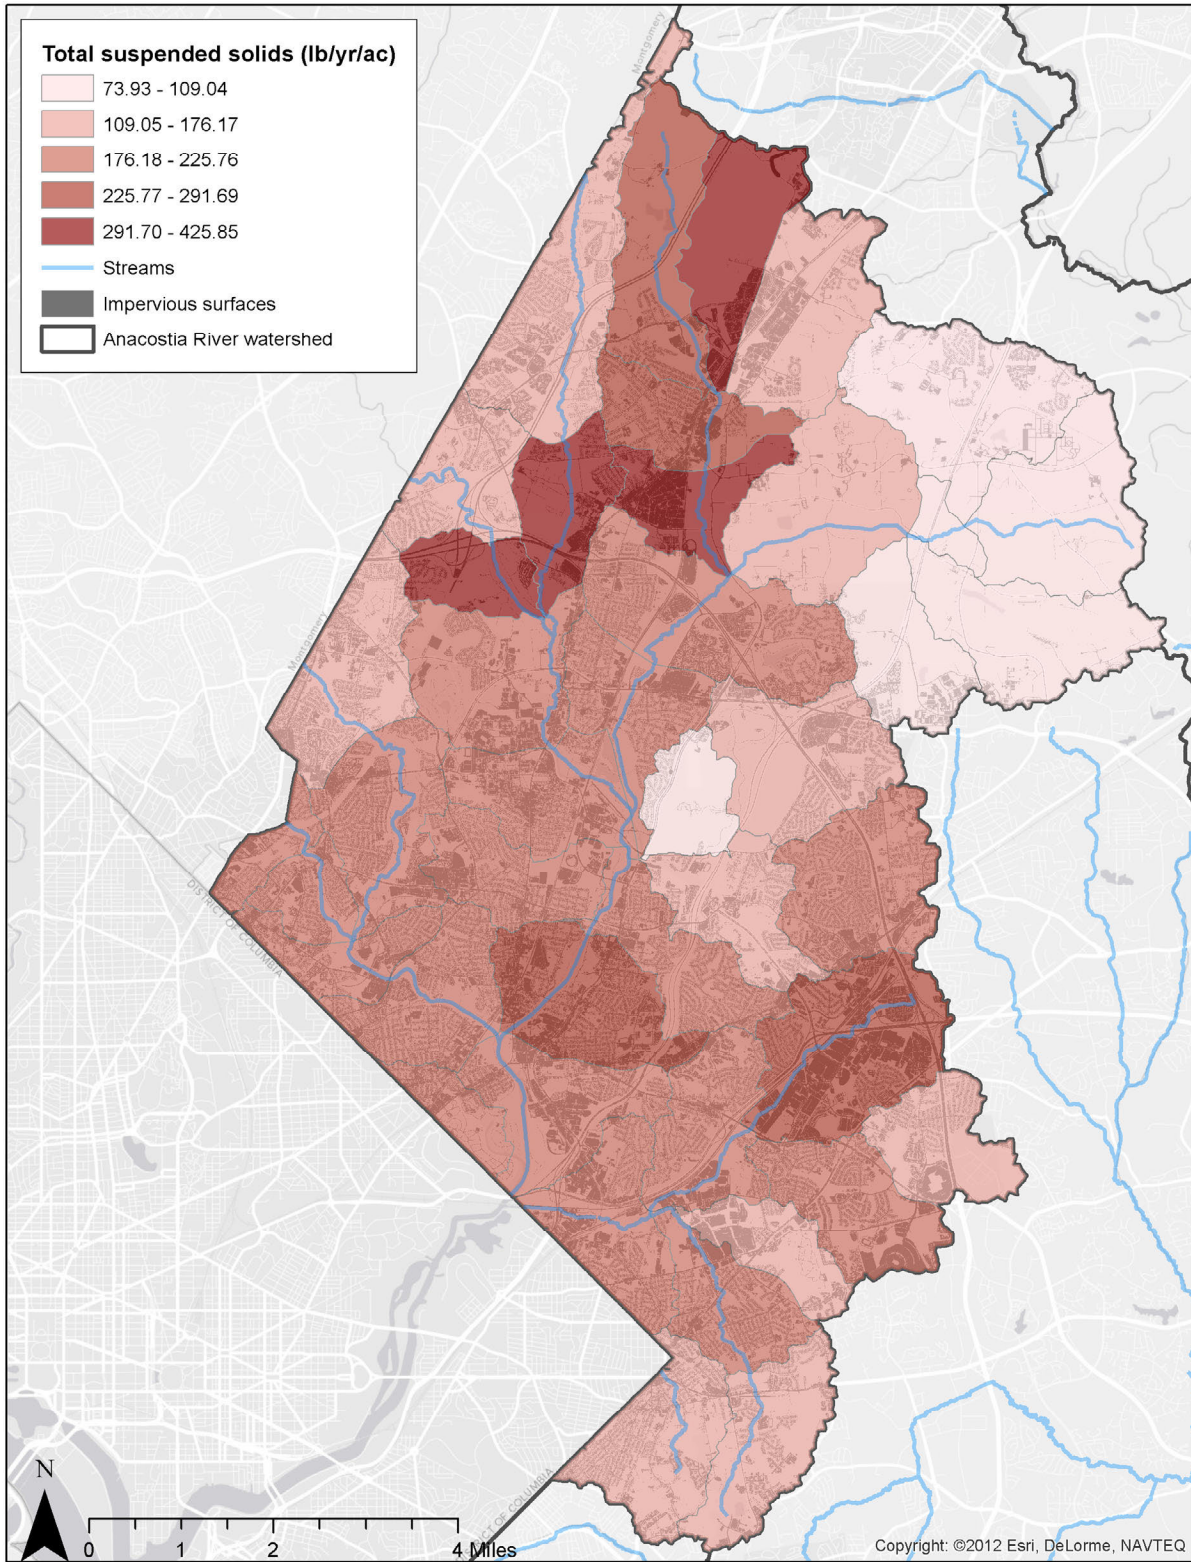 Total suspended solids (lb/yr/ac)
73.93 - 109.04
109.05 - 176.17
176.18 - 225.76
225.77 - 291.69
291.70 - 425.85
Streams
Impervious surfaces
Anacostia River watershed
Montgomery
Montgomery
DISTRICT OF COLUMBIA
DISTRICT OF COLUMBIA
N
0 1 2 4 Miles
Copyright: ©2012 Esri, DeLorme, NAVTEQ